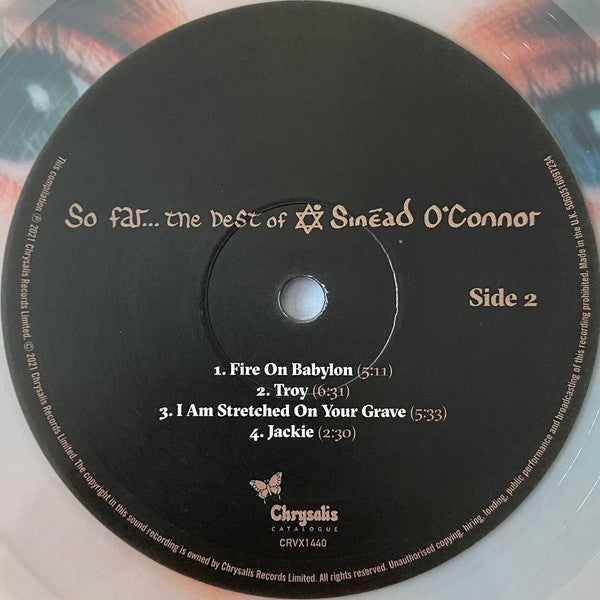 So far... the best of Sinéad O'Connor
Side 2
1. Fire On Babylon (5:11)
2. Troy (6:31)
3. I Am Stretched On Your Grave (5:33)
4. Jackie (2:30)
Chrysalis
CATALOGUE
CRVX1440
This compilation ℗ 2021 Chrysalis Records Limited. © 2021 Chrysalis Records Limited. The copyright in this sound recording is owned by Chrysalis Records Limited. All rights reserved. Unauthorised copying, hiring, lending, public performance and broadcasting of this recording prohibited. Made in the U.K. 5060516097234